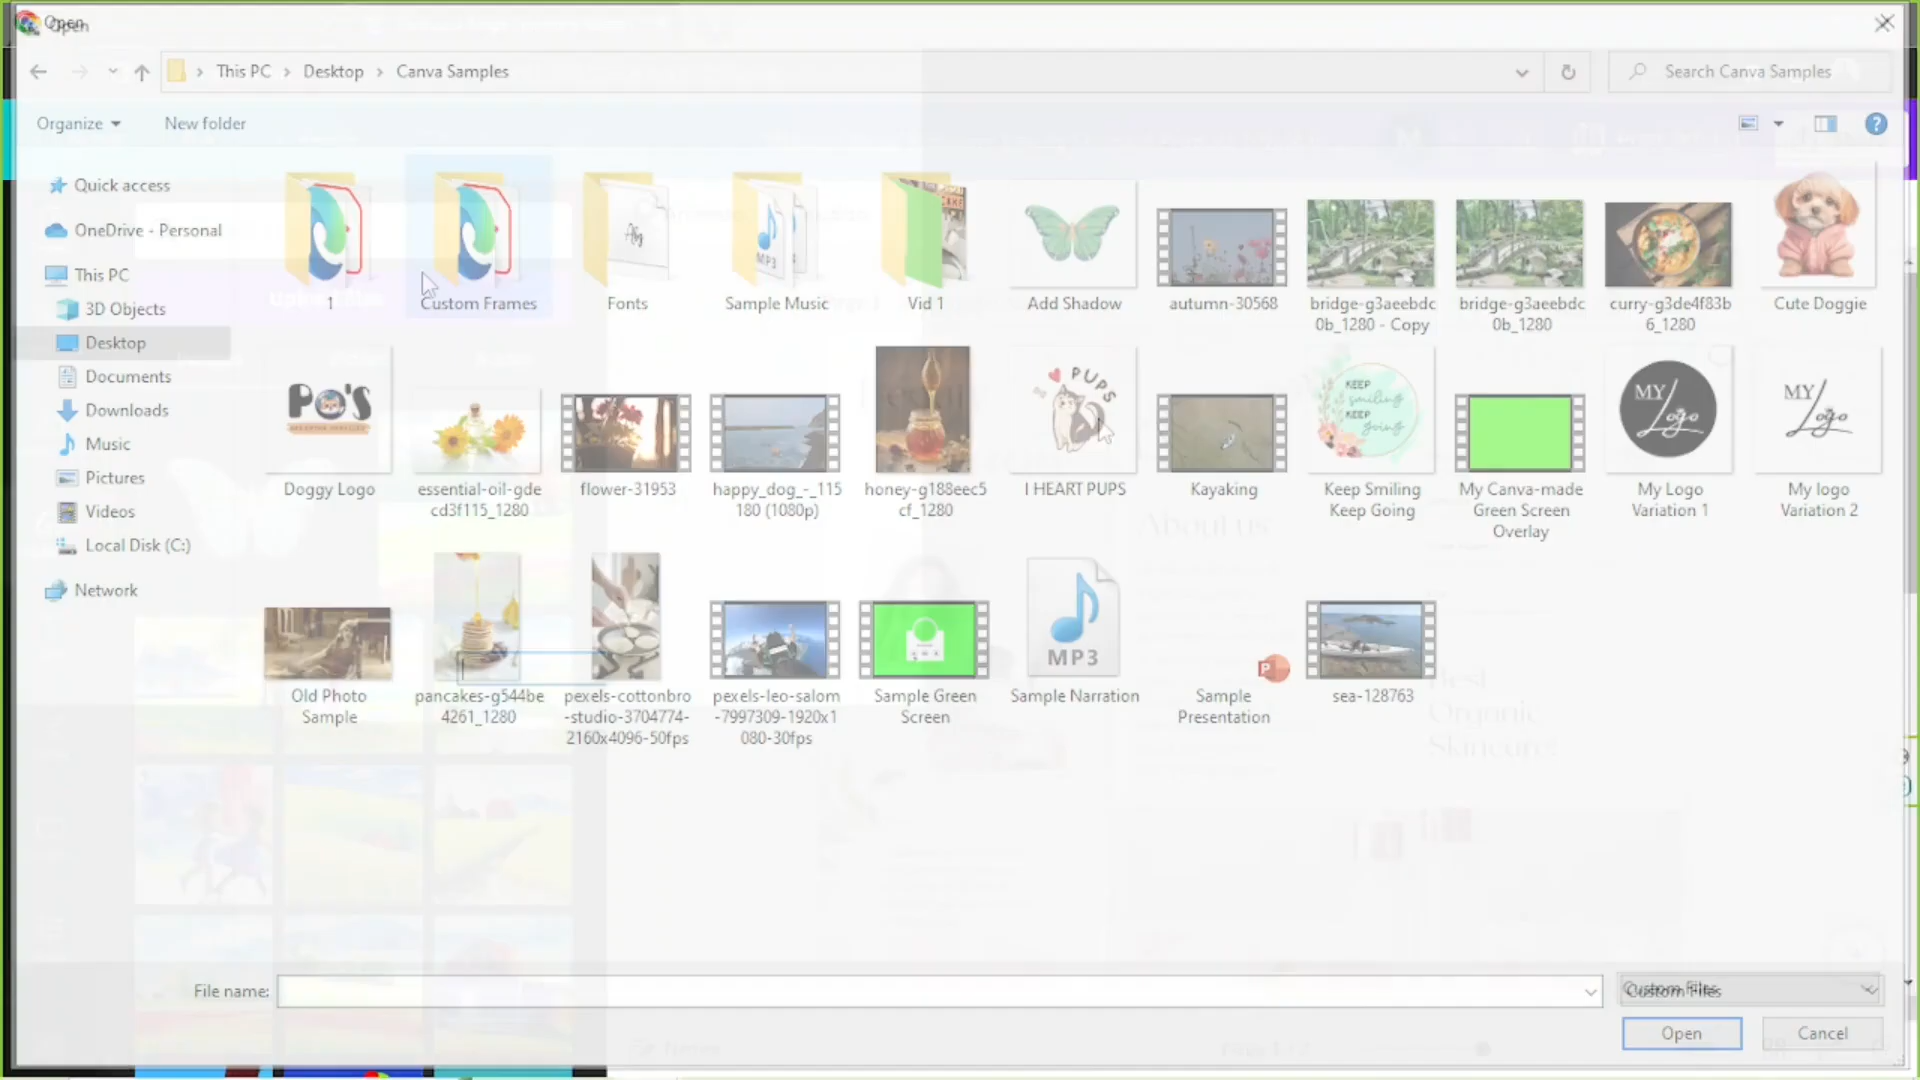 Open
This PC > Desktop > Canva Samples
Search Canva Samples
Organize
New folder
Quick access
OneDrive - Personal
This PC
3D Objects
Desktop
Documents
Downloads
Music
Pictures
Videos
Local Disk (C:)
Network
1
Custom Frames
Fonts
Sample Music
Vid 1
Add Shadow
autumn-30568
bridge-g3aeebdc
0b_1280 - Copy
bridge-g3aeebdc
0b_1280
curry-g3de4f83b
6_1280
Cute Doggie
PO'S
PUPS
KEEP
smiling
KEEP
going
MY
Logo
MY
Logo
Doggy Logo
essential-oil-gde
cd3f115_1280
flower-31953
happy_dog_-_115
180 (1080p)
honey-g188eec5
cf_1280
I HEART PUPS
Kayaking
Keep Smiling
Keep Going
My Canva-made
Green Screen
Overlay
My Logo
Variation 1
My logo
Variation 2
About us
MP3
Old Photo
Sample
pancakes-g544be
4261_1280
pexels-cottonbro
-studio-3704774-
2160x4096-50fps
pexels-leo-salom
-7997309-1920x1
080-30fps
Sample Green
Screen
Sample Narration
Sample
Presentation
sea-128763
Best
Organic
Skincare
File name:
Custom Files
Open
Cancel